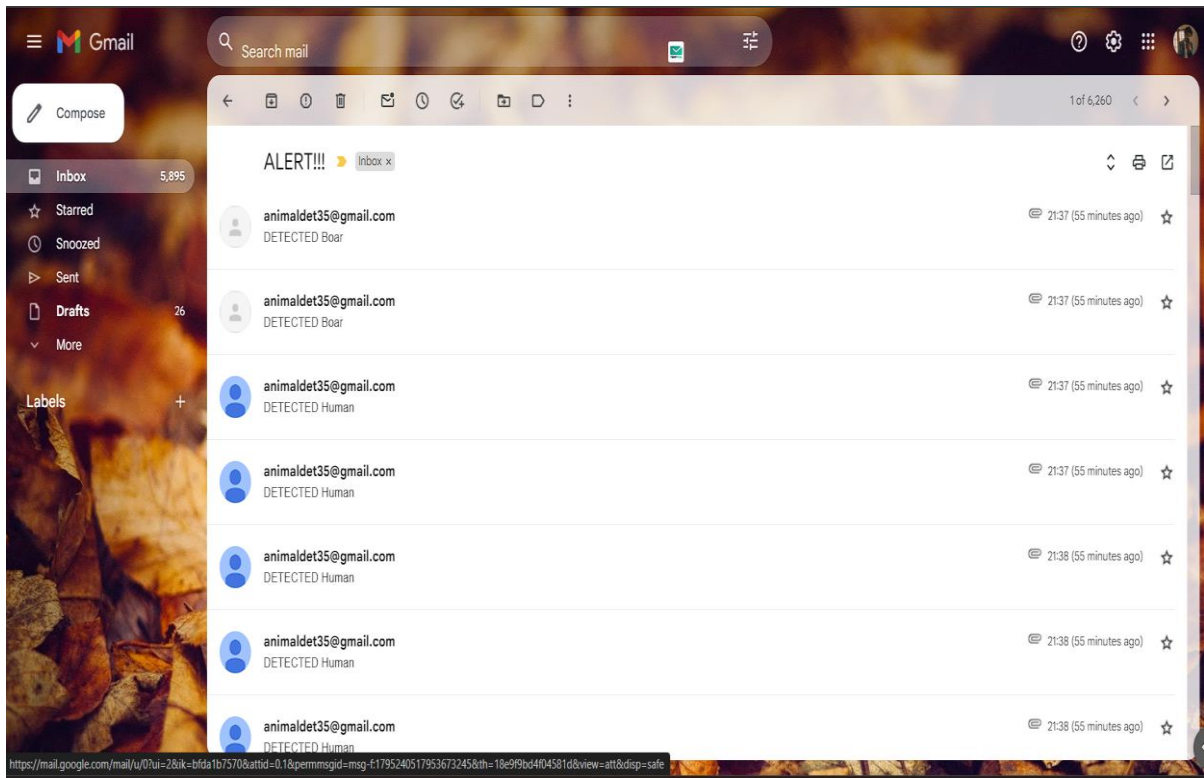 Gmail
Search mail
Compose
1 of 6,260
Inbox 5,895
Starred
Snoozed
Sent
Drafts 26
More
Labels +
ALERT!!! Inbox x
animaldet35@gmail.com 21:37 (55 minutes ago)
DETECTED Boar
animaldet35@gmail.com 21:37 (55 minutes ago)
DETECTED Boar
animaldet35@gmail.com 21:37 (55 minutes ago)
DETECTED Human
animaldet35@gmail.com 21:37 (55 minutes ago)
DETECTED Human
animaldet35@gmail.com 21:38 (55 minutes ago)
DETECTED Human
animaldet35@gmail.com 21:38 (55 minutes ago)
DETECTED Human
animaldet35@gmail.com 21:38 (55 minutes ago)
DETECTED Human
https://mail.google.com/mail/u/0?ui=2&ik=bfda1b7570&attid=0.1&permmsgid=msg-f:1795240517953673245&th=18e9f9bd4f04581d&view=att&disp=safe